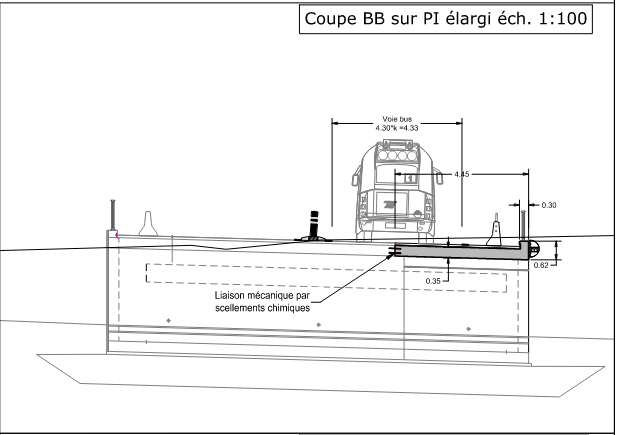 Coupe BB sur PI élargi éch. 1:100
Voie bus
4.30*k =4.33
1
4.45
0.30
0.62
0.35
Liaison mécanique par
scellements chimiques